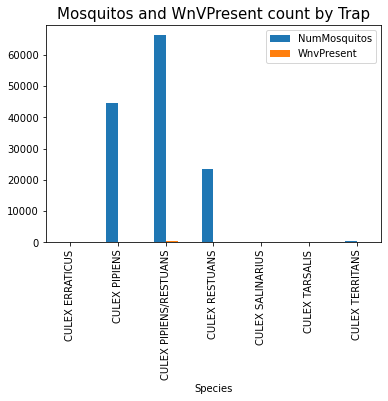 Mosquitos and WnVPresent count by Trap
NumMosquitos
WnvPresent
60000
50000
40000
30000
20000
10000
0
CULEX ERRATICUS
CULEX PIPIENS
CULEX PIPIENS/RESTUANS
CULEX RESTUANS
CULEX SALINARIUS
CULEX TARSALIS
CULEX TERRITANS
Species